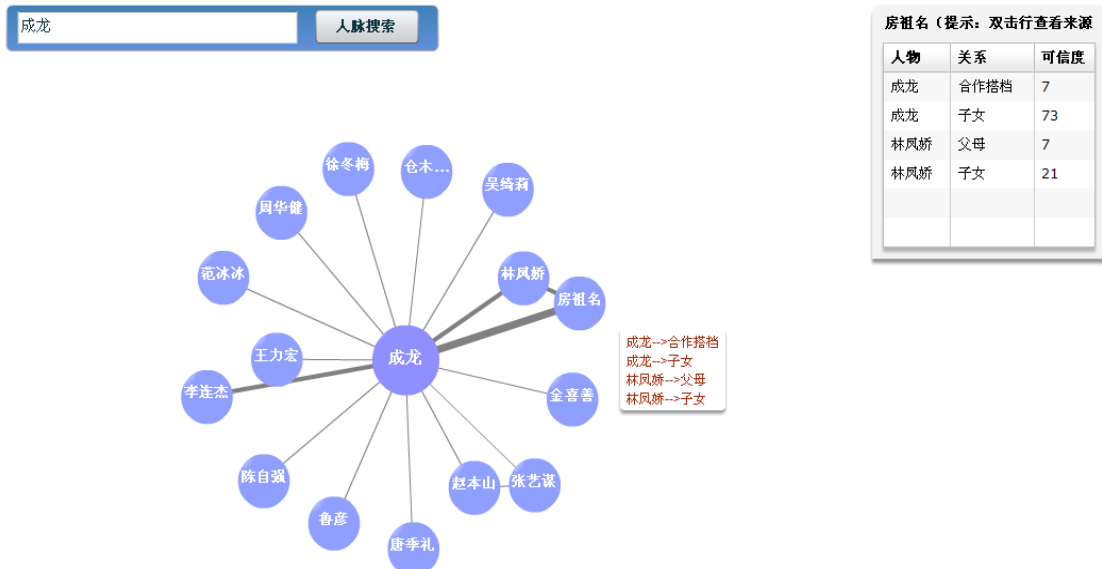 成龙
人脉搜索
房祖名（提示：双击行查看来源
人物 关系 可信度
成龙 合作搭档 7
成龙 子女 73
林凤娇 父母 7
林凤娇 子女 21
徐冬梅
仓木...
吴绮莉
周华健
范冰冰
林凤娇
房祖名
王力宏
成龙
李连杰
金喜善
陈自强
赵本山
张艺谋
鲁彦
唐季礼
成龙-->合作搭档
成龙-->子女
林凤娇-->父母
林凤娇-->子女